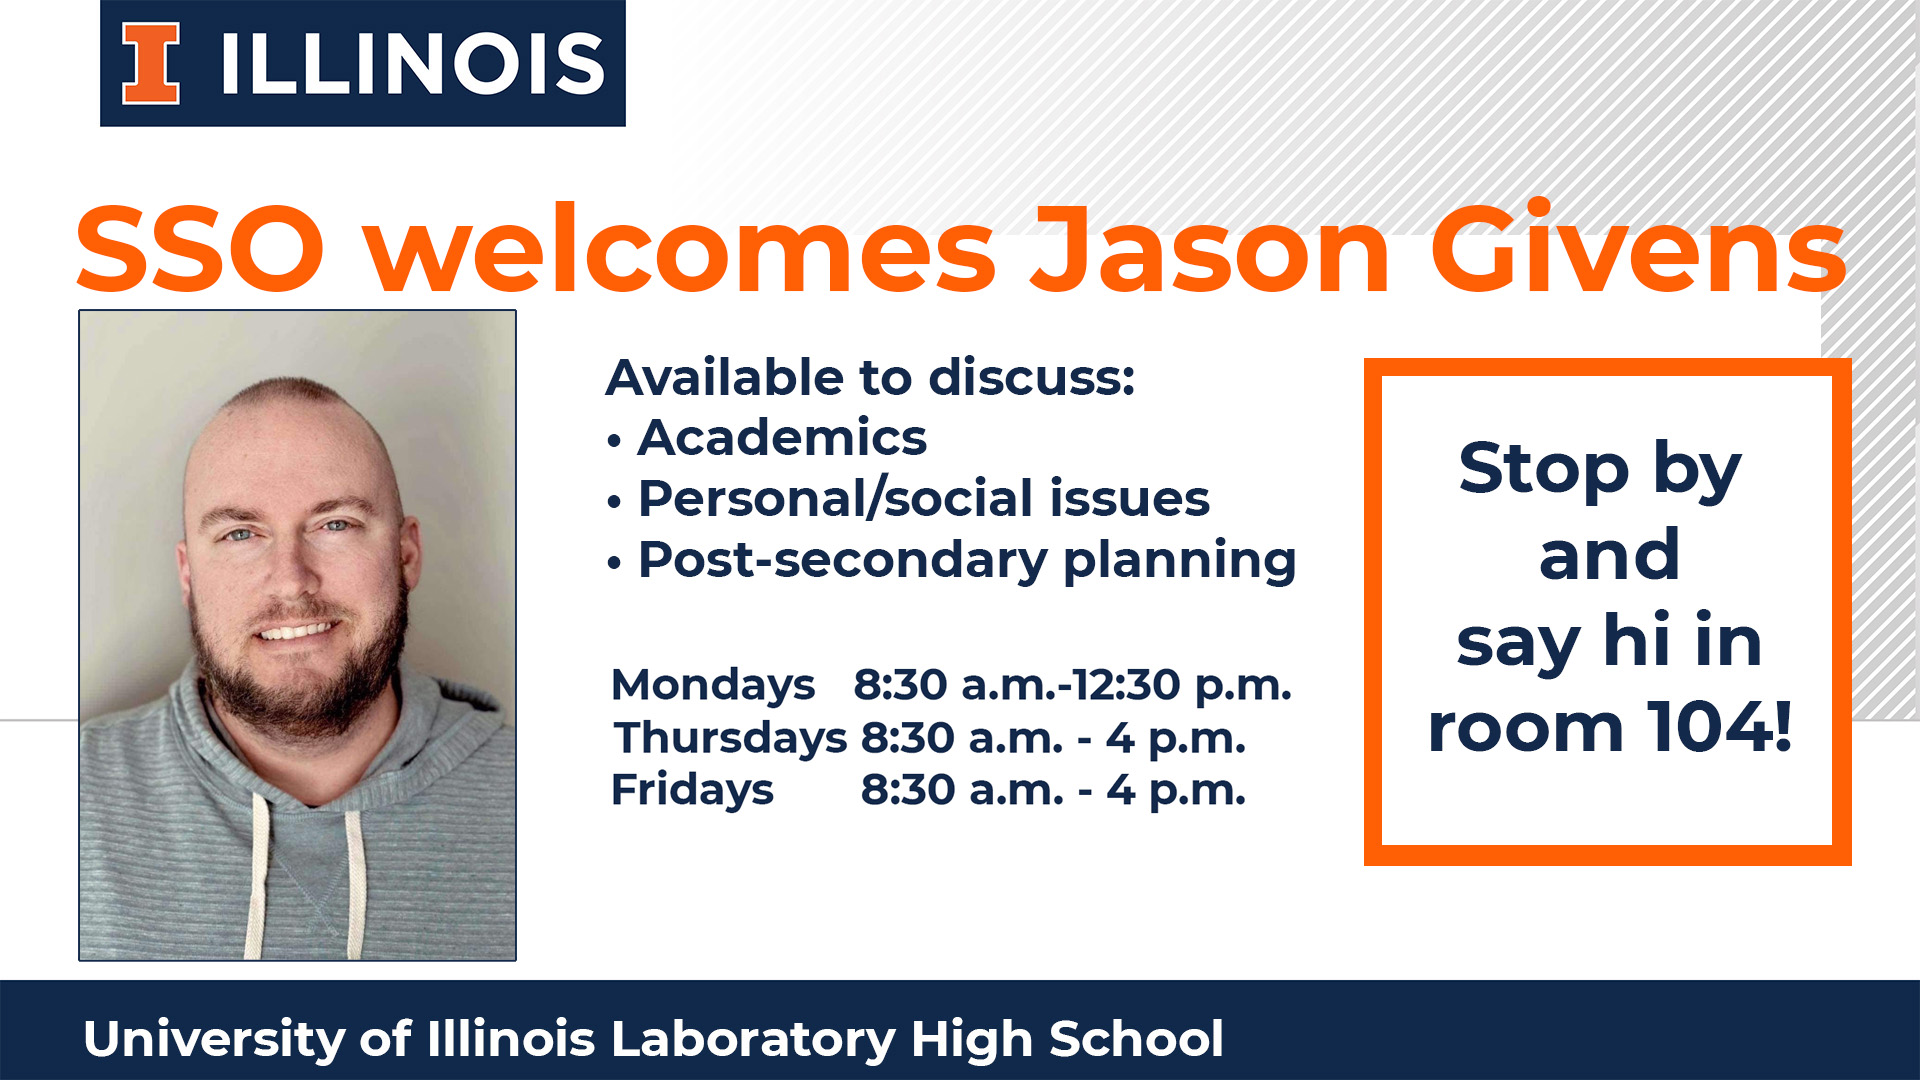 I ILLINOIS
SSO welcomes Jason Givens
Available to discuss:
• Academics
• Personal/social issues
• Post-secondary planning
Mondays 8:30 a.m.-12:30 p.m.
Thursdays 8:30 a.m. - 4 p.m.
Fridays 8:30 a.m. - 4 p.m.
Stop by
and
say hi in
room 104!
University of Illinois Laboratory High School